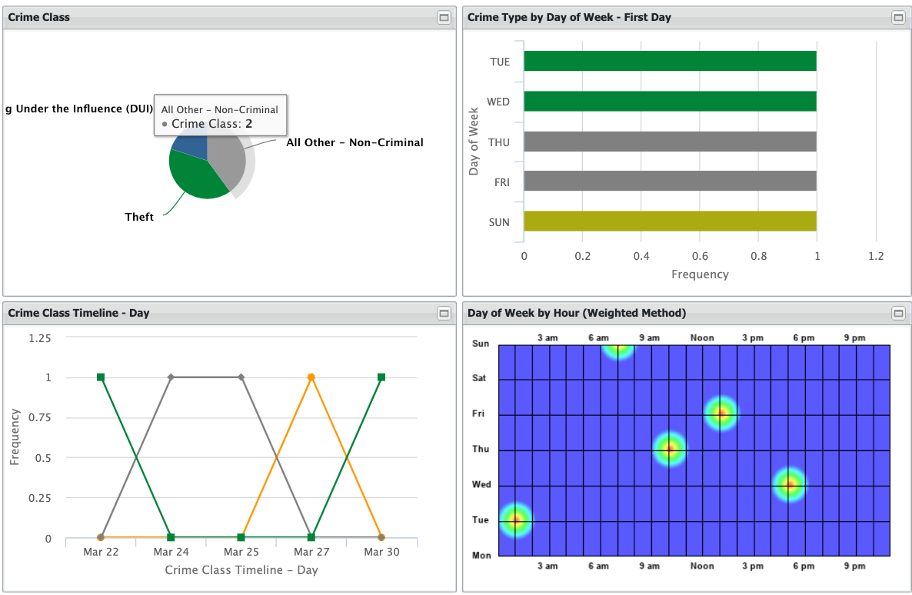 Crime Class
g Under the Influence (DUI)
All Other – Non-Criminal
Crime Class: 2
All Other – Non-Criminal
Theft
Crime Type by Day of Week - First Day
Day of Week
TUE
WED
THU
FRI
SUN
0 0.2 0.4 0.6 0.8 1 1.2
Frequency
Crime Class Timeline - Day
Frequency
1.25
1
0.75
0.5
0.25
0
Mar 22 Mar 24 Mar 25 Mar 27 Mar 30
Crime Class Timeline – Day
Day of Week by Hour (Weighted Method)
3 am 6 am 9 am Noon 3 pm 6 pm 9 pm
Sun
Sat
Fri
Thu
Wed
Tue
Mon
3 am 6 am 9 am Noon 3 pm 6 pm 9 pm